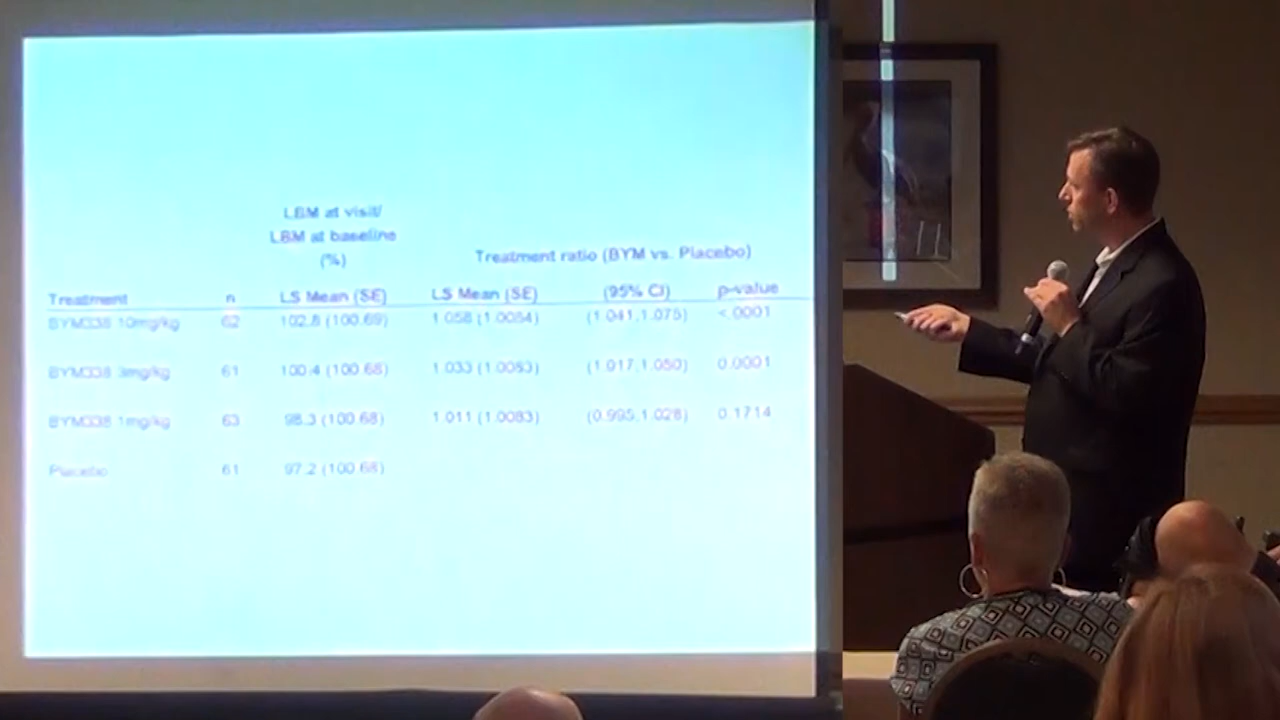 LBM at visit/
LBM at baseline
(%)
Treatment ratio (BYM vs. Placebo)
Treatment n LS Mean (SE) LS Mean (SE) (95% CI) p-value
BYM338 10mg/kg 62 102.8 (100.69) 1.058 (1.0084) (1.041,1.075) <.0001
BYM338 3mg/kg 61 100.4 (100.68) 1.033 (1.0083) (1.017,1.050) 0.0001
BYM338 1mg/kg 63 98.3 (100.68) 1.011 (1.0083) (0.995,1.028) 0.1714
Placebo 61 97.2 (100.68)